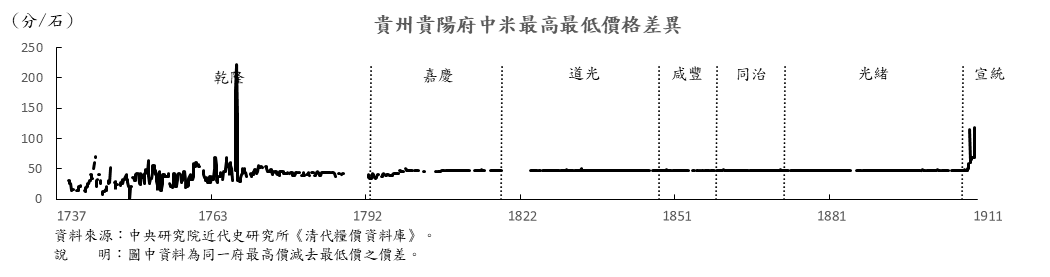 (分/石)
貴州貴陽府中米最高最低價格差異
250
200
150
100
50
0
乾隆 嘉慶 道光 咸豐 同治 光緒 宣統
1737 1763 1792 1822 1851 1881 1911
資料來源：中央研究院近代史研究所《清代糧價資料庫》。
說　　明：圖中資料為同一府最高價減去最低價之價差。